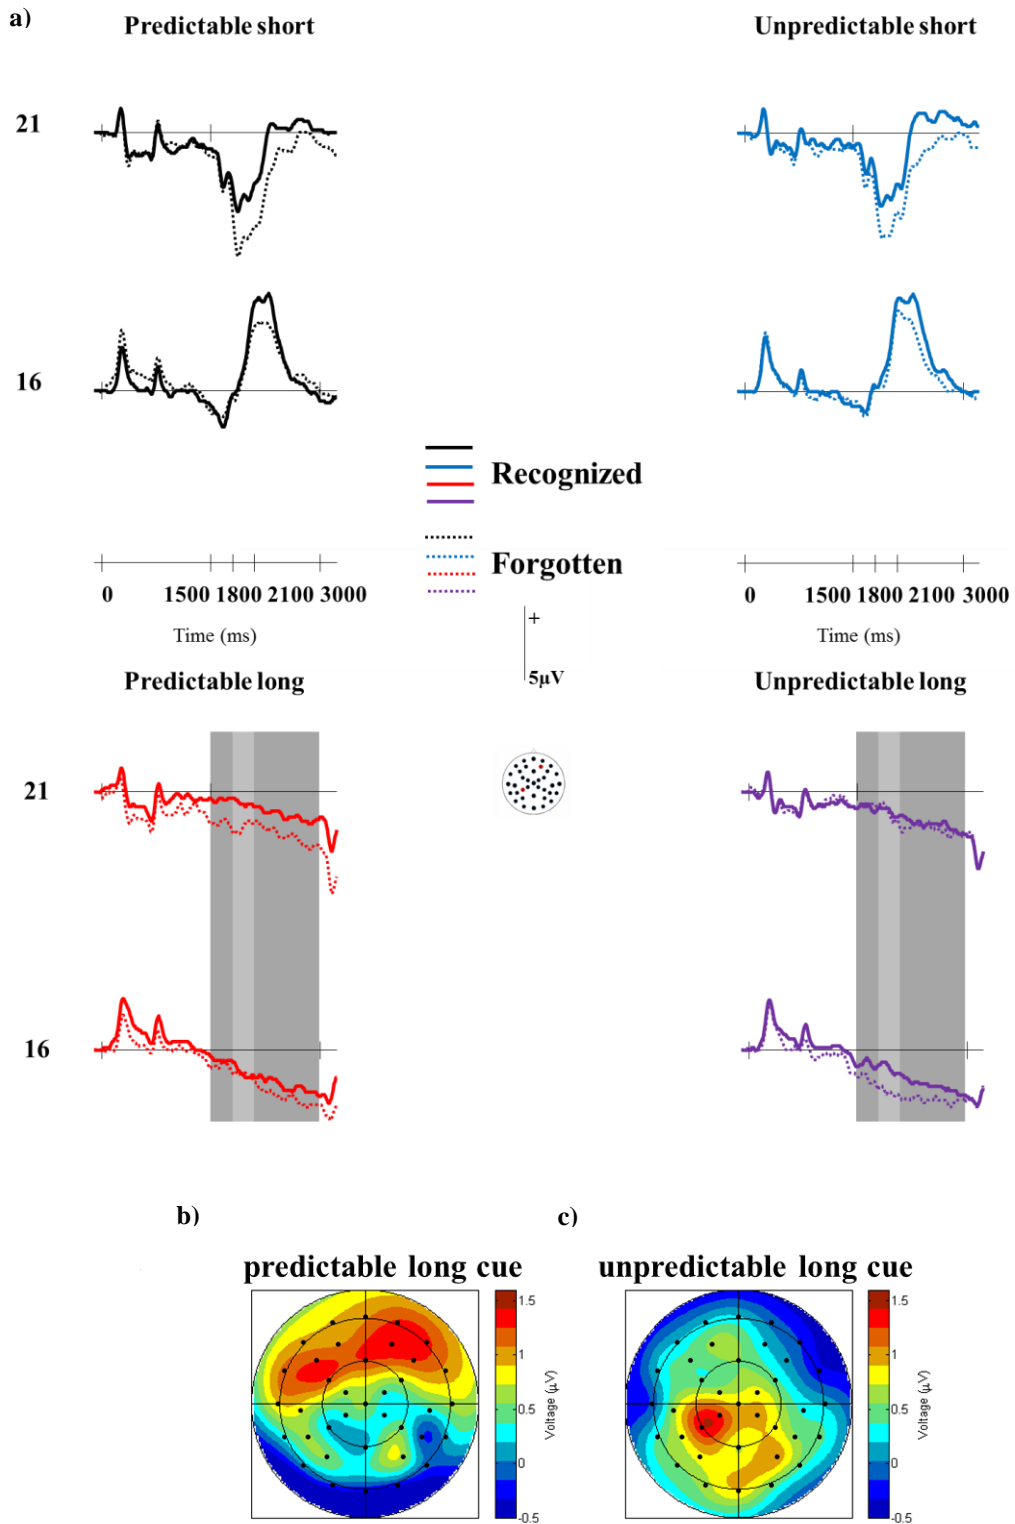 a)
Predictable short
Unpredictable short
21
16
Recognized
Forgotten
0 1500 1800 2100 3000
0 1500 1800 2100 3000
Time (ms)
Time (ms)
+
5μV
Predictable long
Unpredictable long
21
16
b)
c)
predictable long cue
unpredictable long cue
1.5
1
0.5
0
-0.5
Voltage (μV)
1.5
1
0.5
0
-0.5
Voltage (μV)